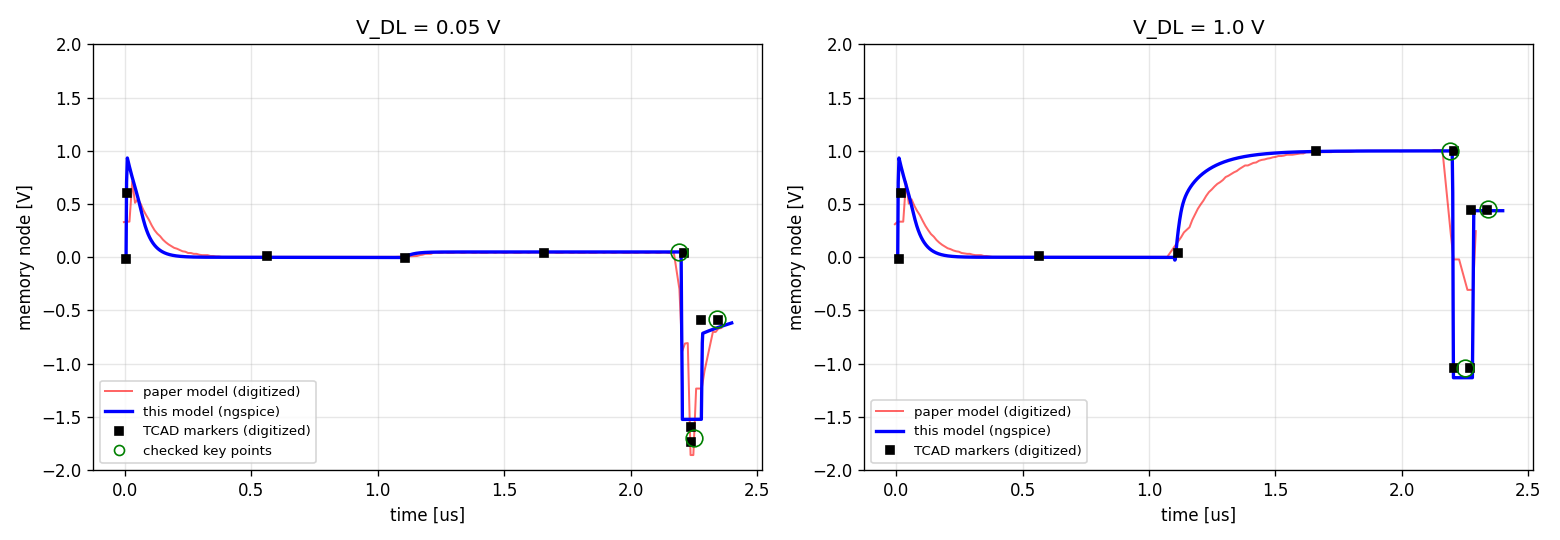 V_DL = 0.05 V
2.0
1.5
1.0
0.5
0.0
−0.5
−1.0
−1.5
−2.0
memory node [V]
paper model (digitized)
this model (ngspice)
TCAD markers (digitized)
checked key points
0.0 0.5 1.0 1.5 2.0 2.5
time [us]
V_DL = 1.0 V
2.0
1.5
1.0
0.5
0.0
−0.5
−1.0
−1.5
−2.0
memory node [V]
paper model (digitized)
this model (ngspice)
TCAD markers (digitized)
0.0 0.5 1.0 1.5 2.0 2.5
time [us]